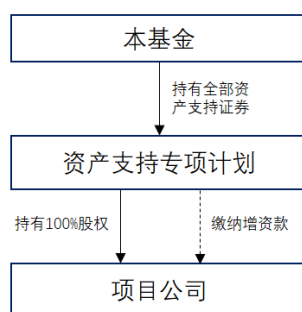 本基金
持有全部资
产支持证券
资产支持专项计划
持有100%股权
缴纳增资款
项目公司